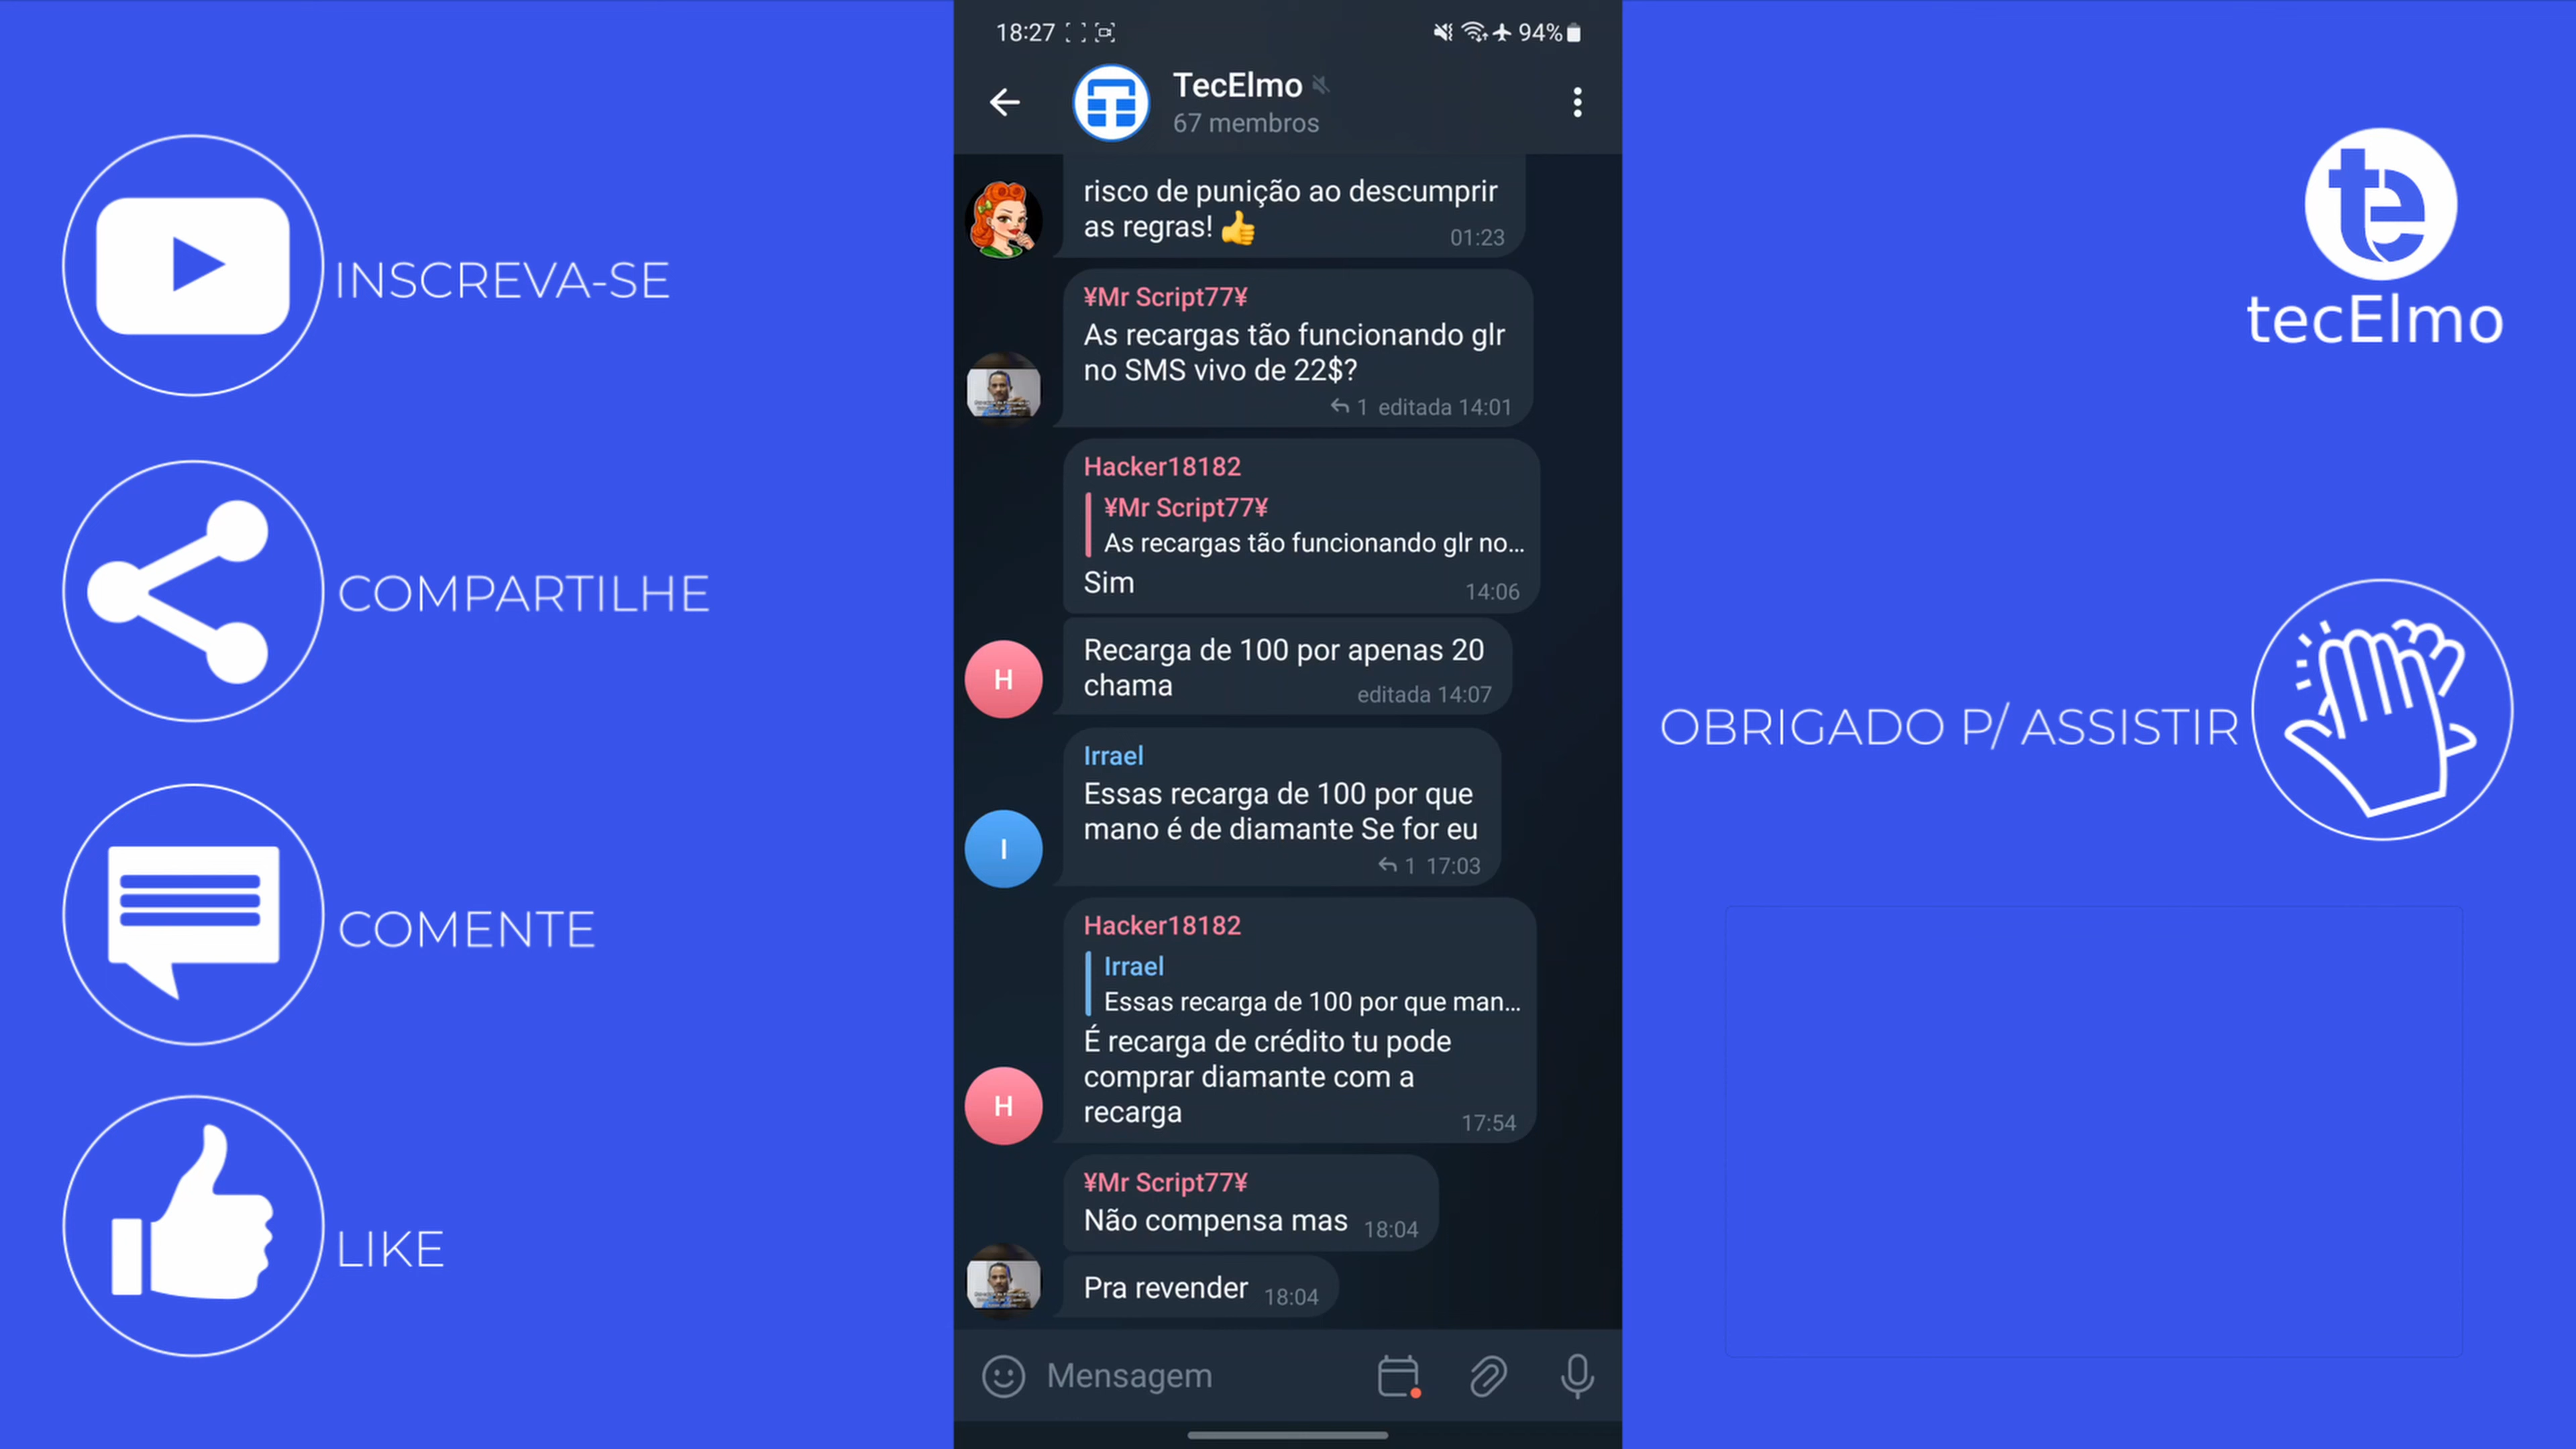 INSCREVA-SE
COMPARTILHE
COMENTE
LIKE
18:27
94%
TecElmo
67 membros
risco de punição ao descumprir
as regras! 👍
01:23
¥Mr Script77¥
As recargas tão funcionando glr
no SMS vivo de 22$?
1 editada 14:01
Hacker18182
¥Mr Script77¥
As recargas tão funcionando glr no...
Sim
14:06
Recarga de 100 por apenas 20
chama
editada 14:07
H
Irrael
Essas recarga de 100 por que
mano é de diamante Se for eu
1 17:03
I
Hacker18182
Irrael
Essas recarga de 100 por que man...
É recarga de crédito tu pode
comprar diamante com a
recarga
17:54
H
¥Mr Script77¥
Não compensa mas 18:04
Pra revender 18:04
Mensagem
te
tecElmo
OBRIGADO P/ ASSISTIR